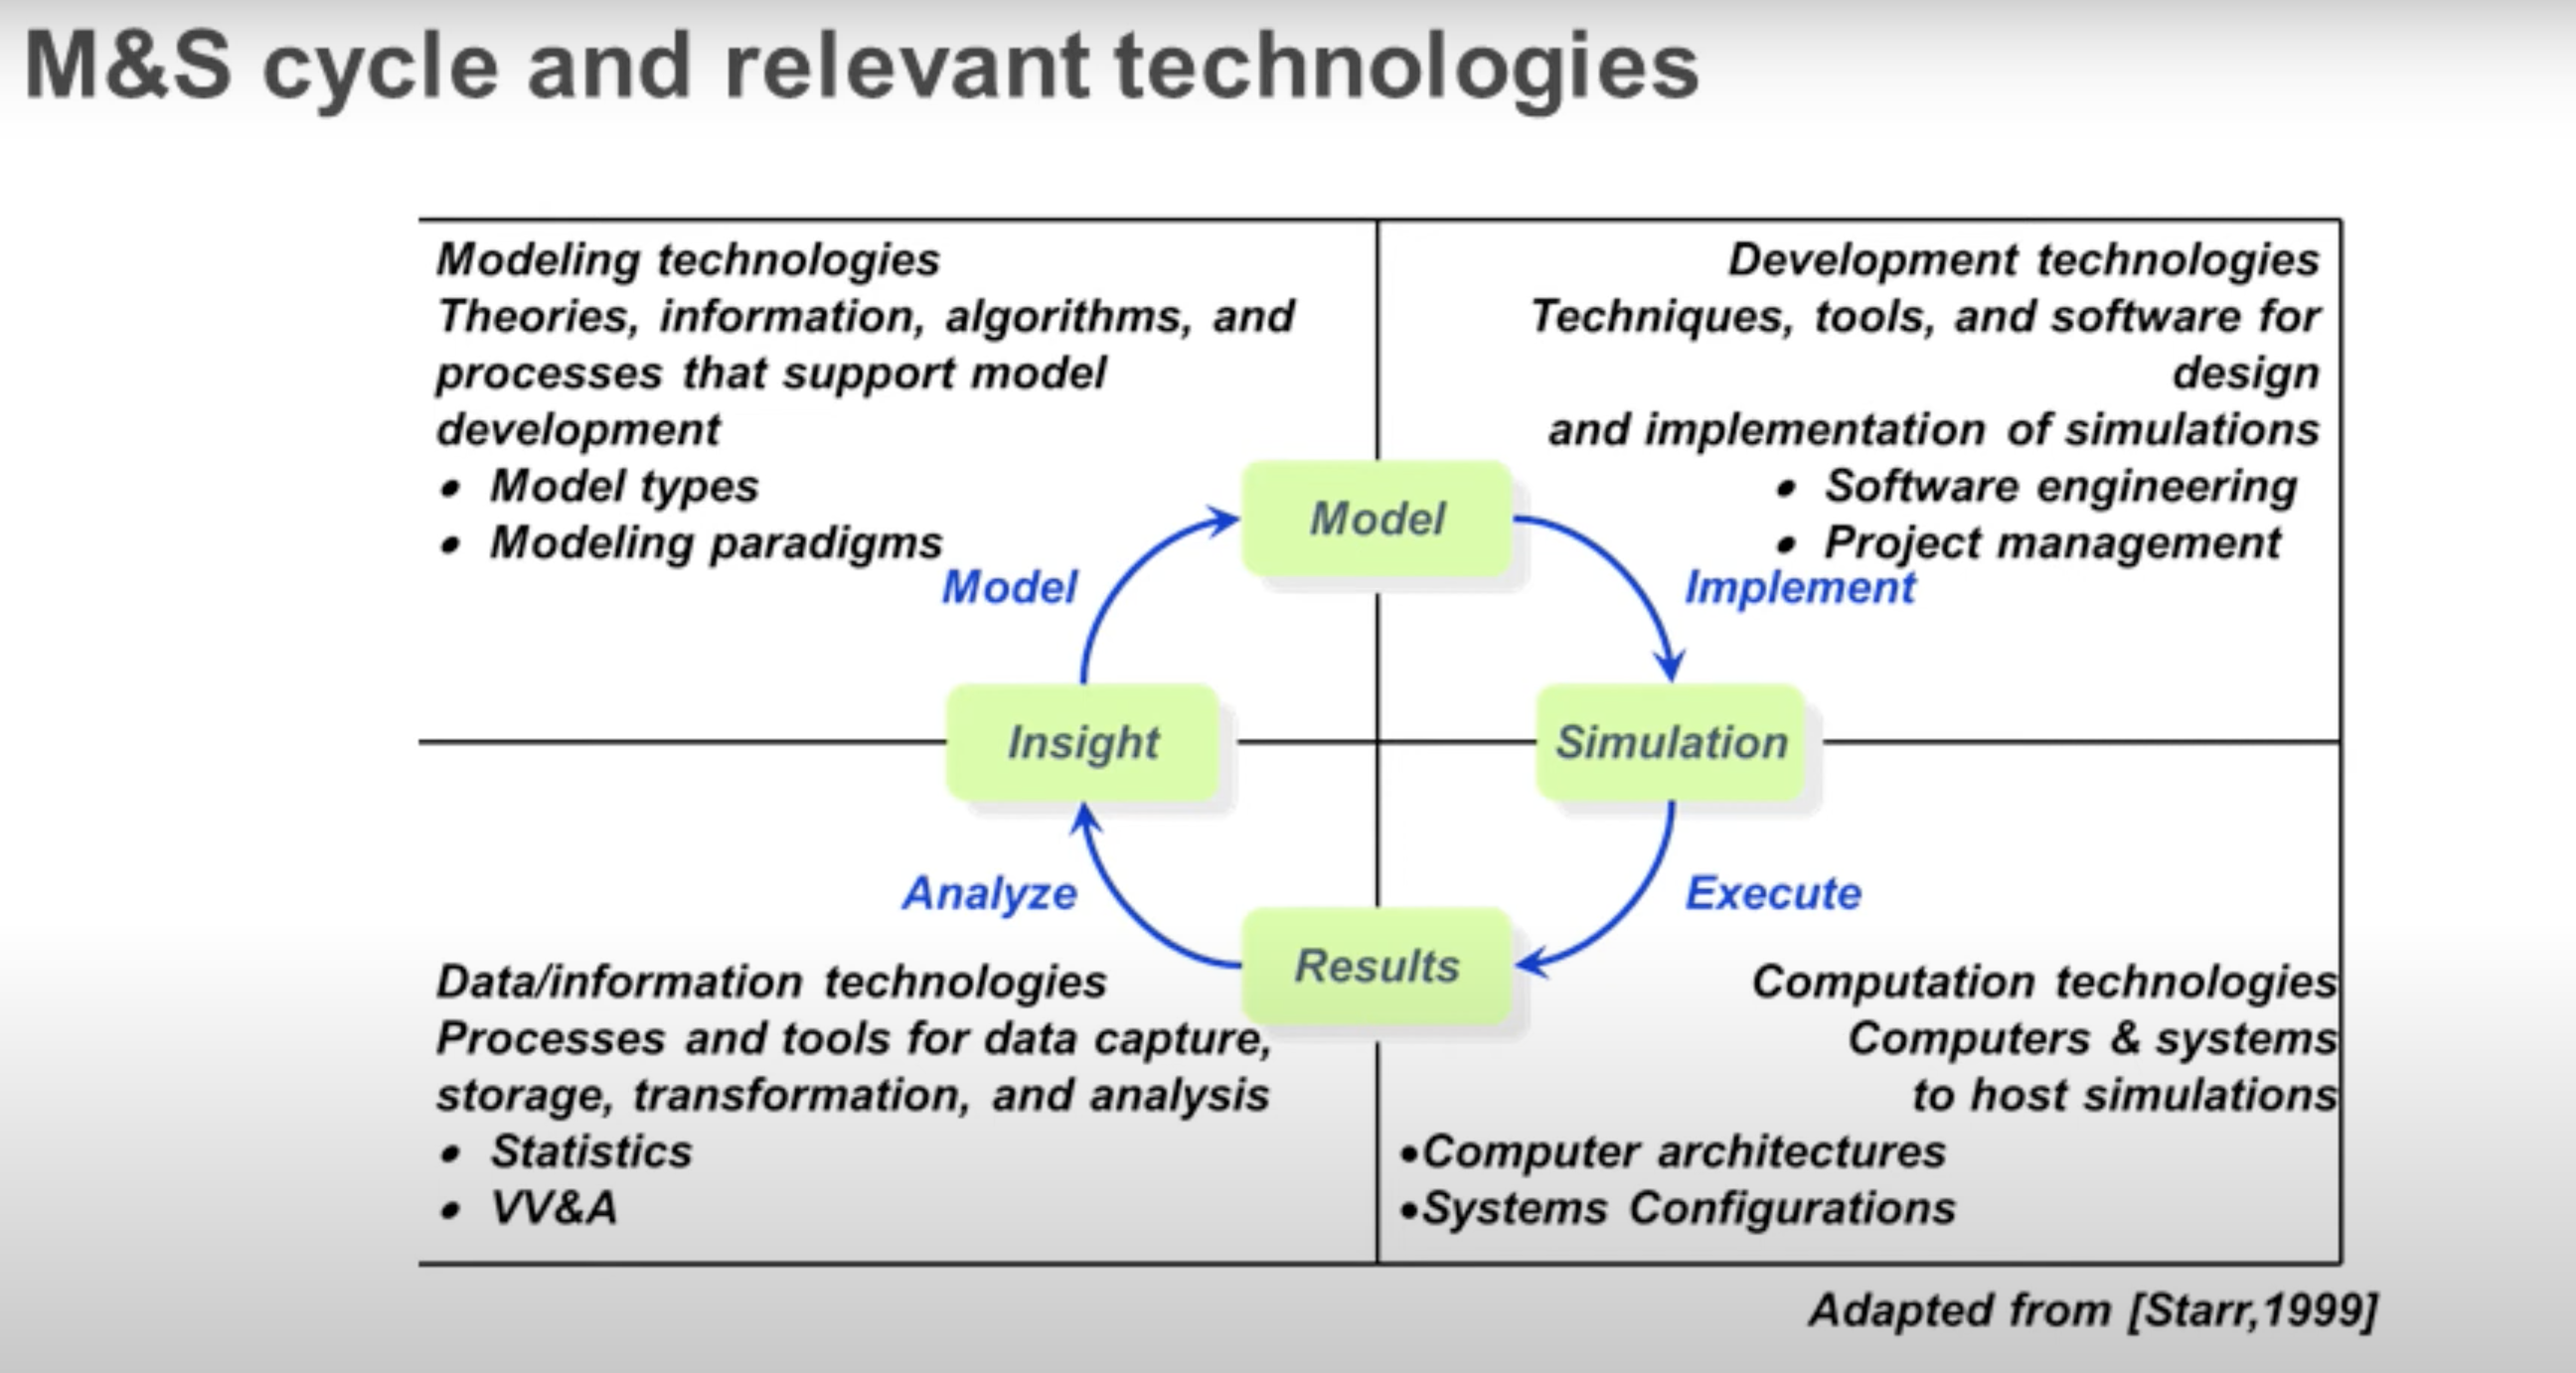 M&S cycle and relevant technologies
Modeling technologies
Theories, information, algorithms, and
processes that support model
development
• Model types
• Modeling paradigms
Development technologies
Techniques, tools, and software for
design
and implementation of simulations
• Software engineering
• Project management
Model
Model
Implement
Insight
Simulation
Analyze
Execute
Results
Data/information technologies
Processes and tools for data capture,
storage, transformation, and analysis
• Statistics
• VV&A
Computation technologies
Computers & systems
to host simulations
•Computer architectures
•Systems Configurations
Adapted from [Starr,1999]